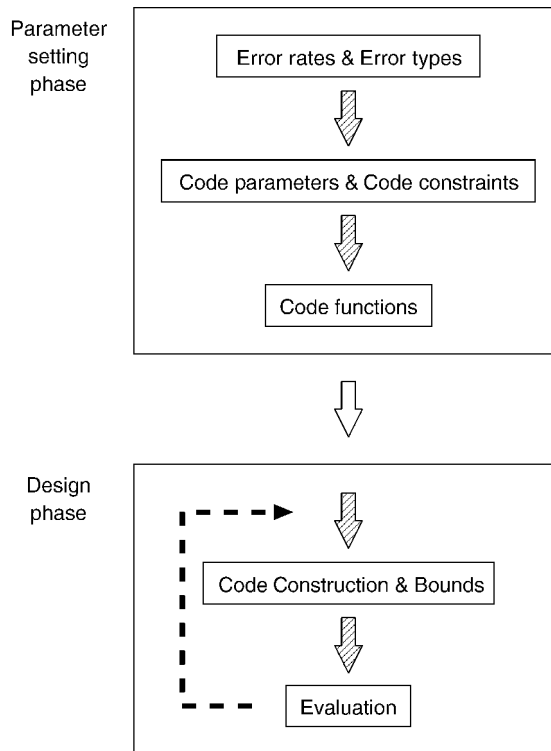 Parameter
setting
phase
Error rates & Error types
Code parameters & Code constraints
Code functions
Design
phase
Code Construction & Bounds
Evaluation